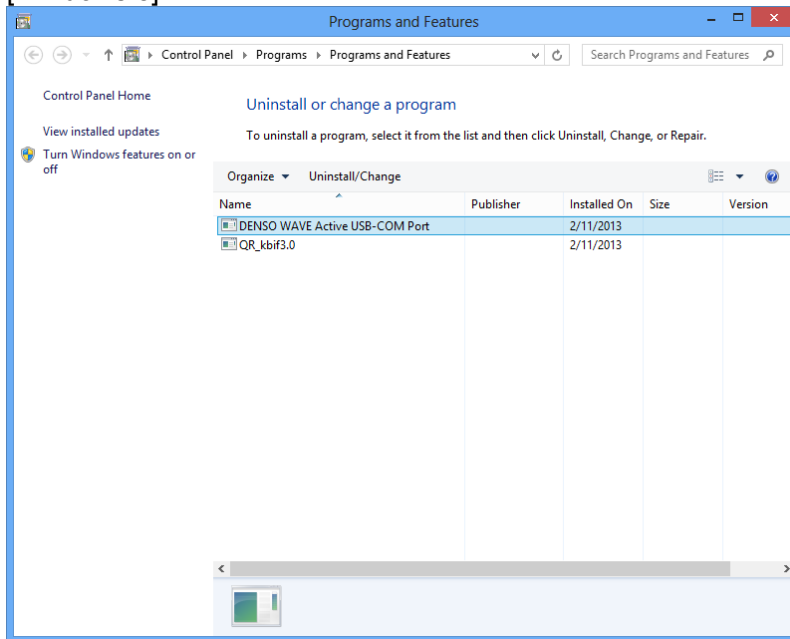 Programs and Features
Control Panel Programs Programs and Features Search Programs and Features
Control Panel Home
View installed updates
Turn Windows features on or
off
Uninstall or change a program
To uninstall a program, select it from the list and then click Uninstall, Change, or Repair.
Organize Uninstall/Change
Name Publisher Installed On Size Version
DENSO WAVE Active USB-COM Port 2/11/2013
QR_kbif3.0 2/11/2013